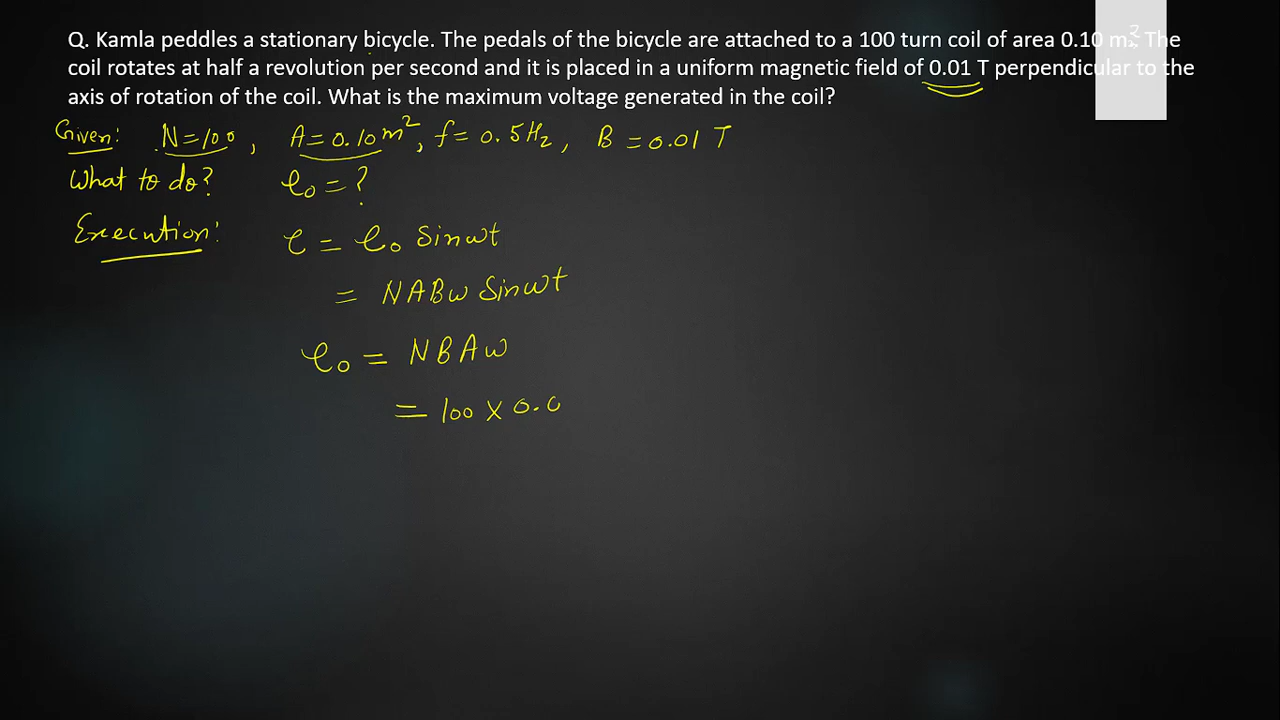 Q. Kamla peddles a stationary bicycle. The pedals of the bicycle are attached to a 100 turn coil of area 0.10 m². The
coil rotates at half a revolution per second and it is placed in a uniform magnetic field of 0.01 T perpendicular to the
axis of rotation of the coil. What is the maximum voltage generated in the coil?
Given: N=100, A=0.10m², f=0.5Hz, B=0.01 T
What to do? e₀=?
Execution: e = e₀ Sinωt
= NABω Sinωt
e₀ = NBAω
= 100 × 0.0